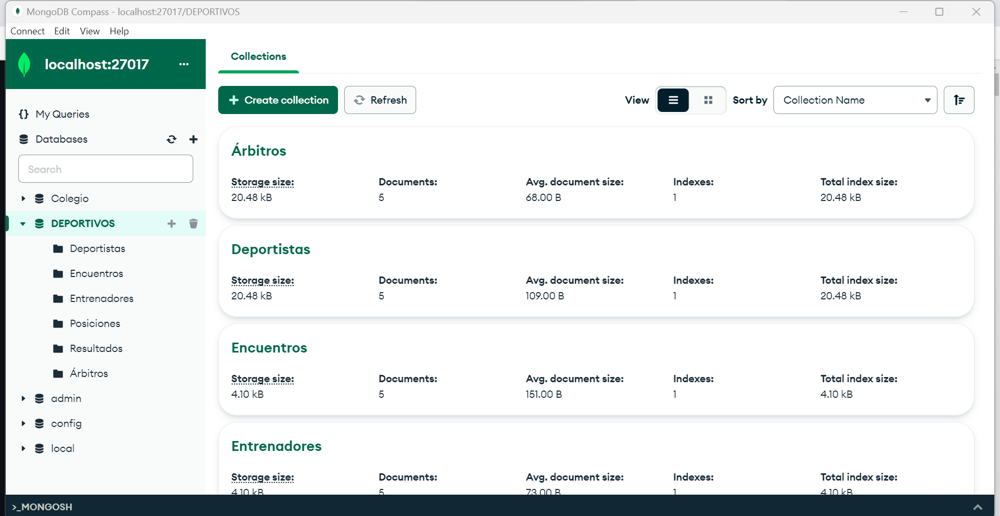 MongoDB Compass - localhost:27017/DEPORTIVOS
Connect Edit View Help
localhost:27017 ...
{} My Queries
Databases
Search
Colegio
DEPORTIVOS
Deportistas
Encuentros
Entrenadores
Posiciones
Resultados
Árbitros
admin
config
local
Collections
Create collection Refresh View Sort by Collection Name
Árbitros
Storage size: Documents: Avg. document size: Indexes: Total index size:
20.48 kB 5 68.00 B 1 20.48 kB
Deportistas
Storage size: Documents: Avg. document size: Indexes: Total index size:
20.48 kB 5 109.00 B 1 20.48 kB
Encuentros
Storage size: Documents: Avg. document size: Indexes: Total index size:
4.10 kB 5 151.00 B 1 4.10 kB
Entrenadores
Storage size: Documents: Avg. document size: Indexes: Total index size:
4.10 kB 5 73.00 B 1 4.10 kB
>_MONGOSH